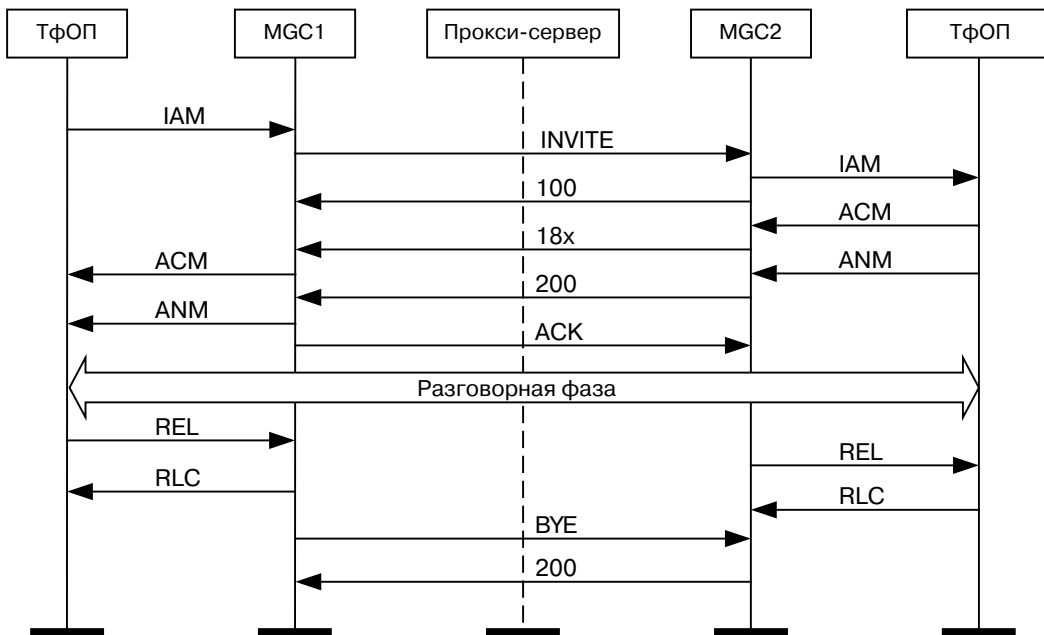 ТфОП
MGC1
Прокси-сервер
MGC2
ТфОП
IAM
INVITE
IAM
100
ACM
18x
ACM
ANM
200
ANM
ACK
Разговорная фаза
REL
REL
RLC
RLC
BYE
200